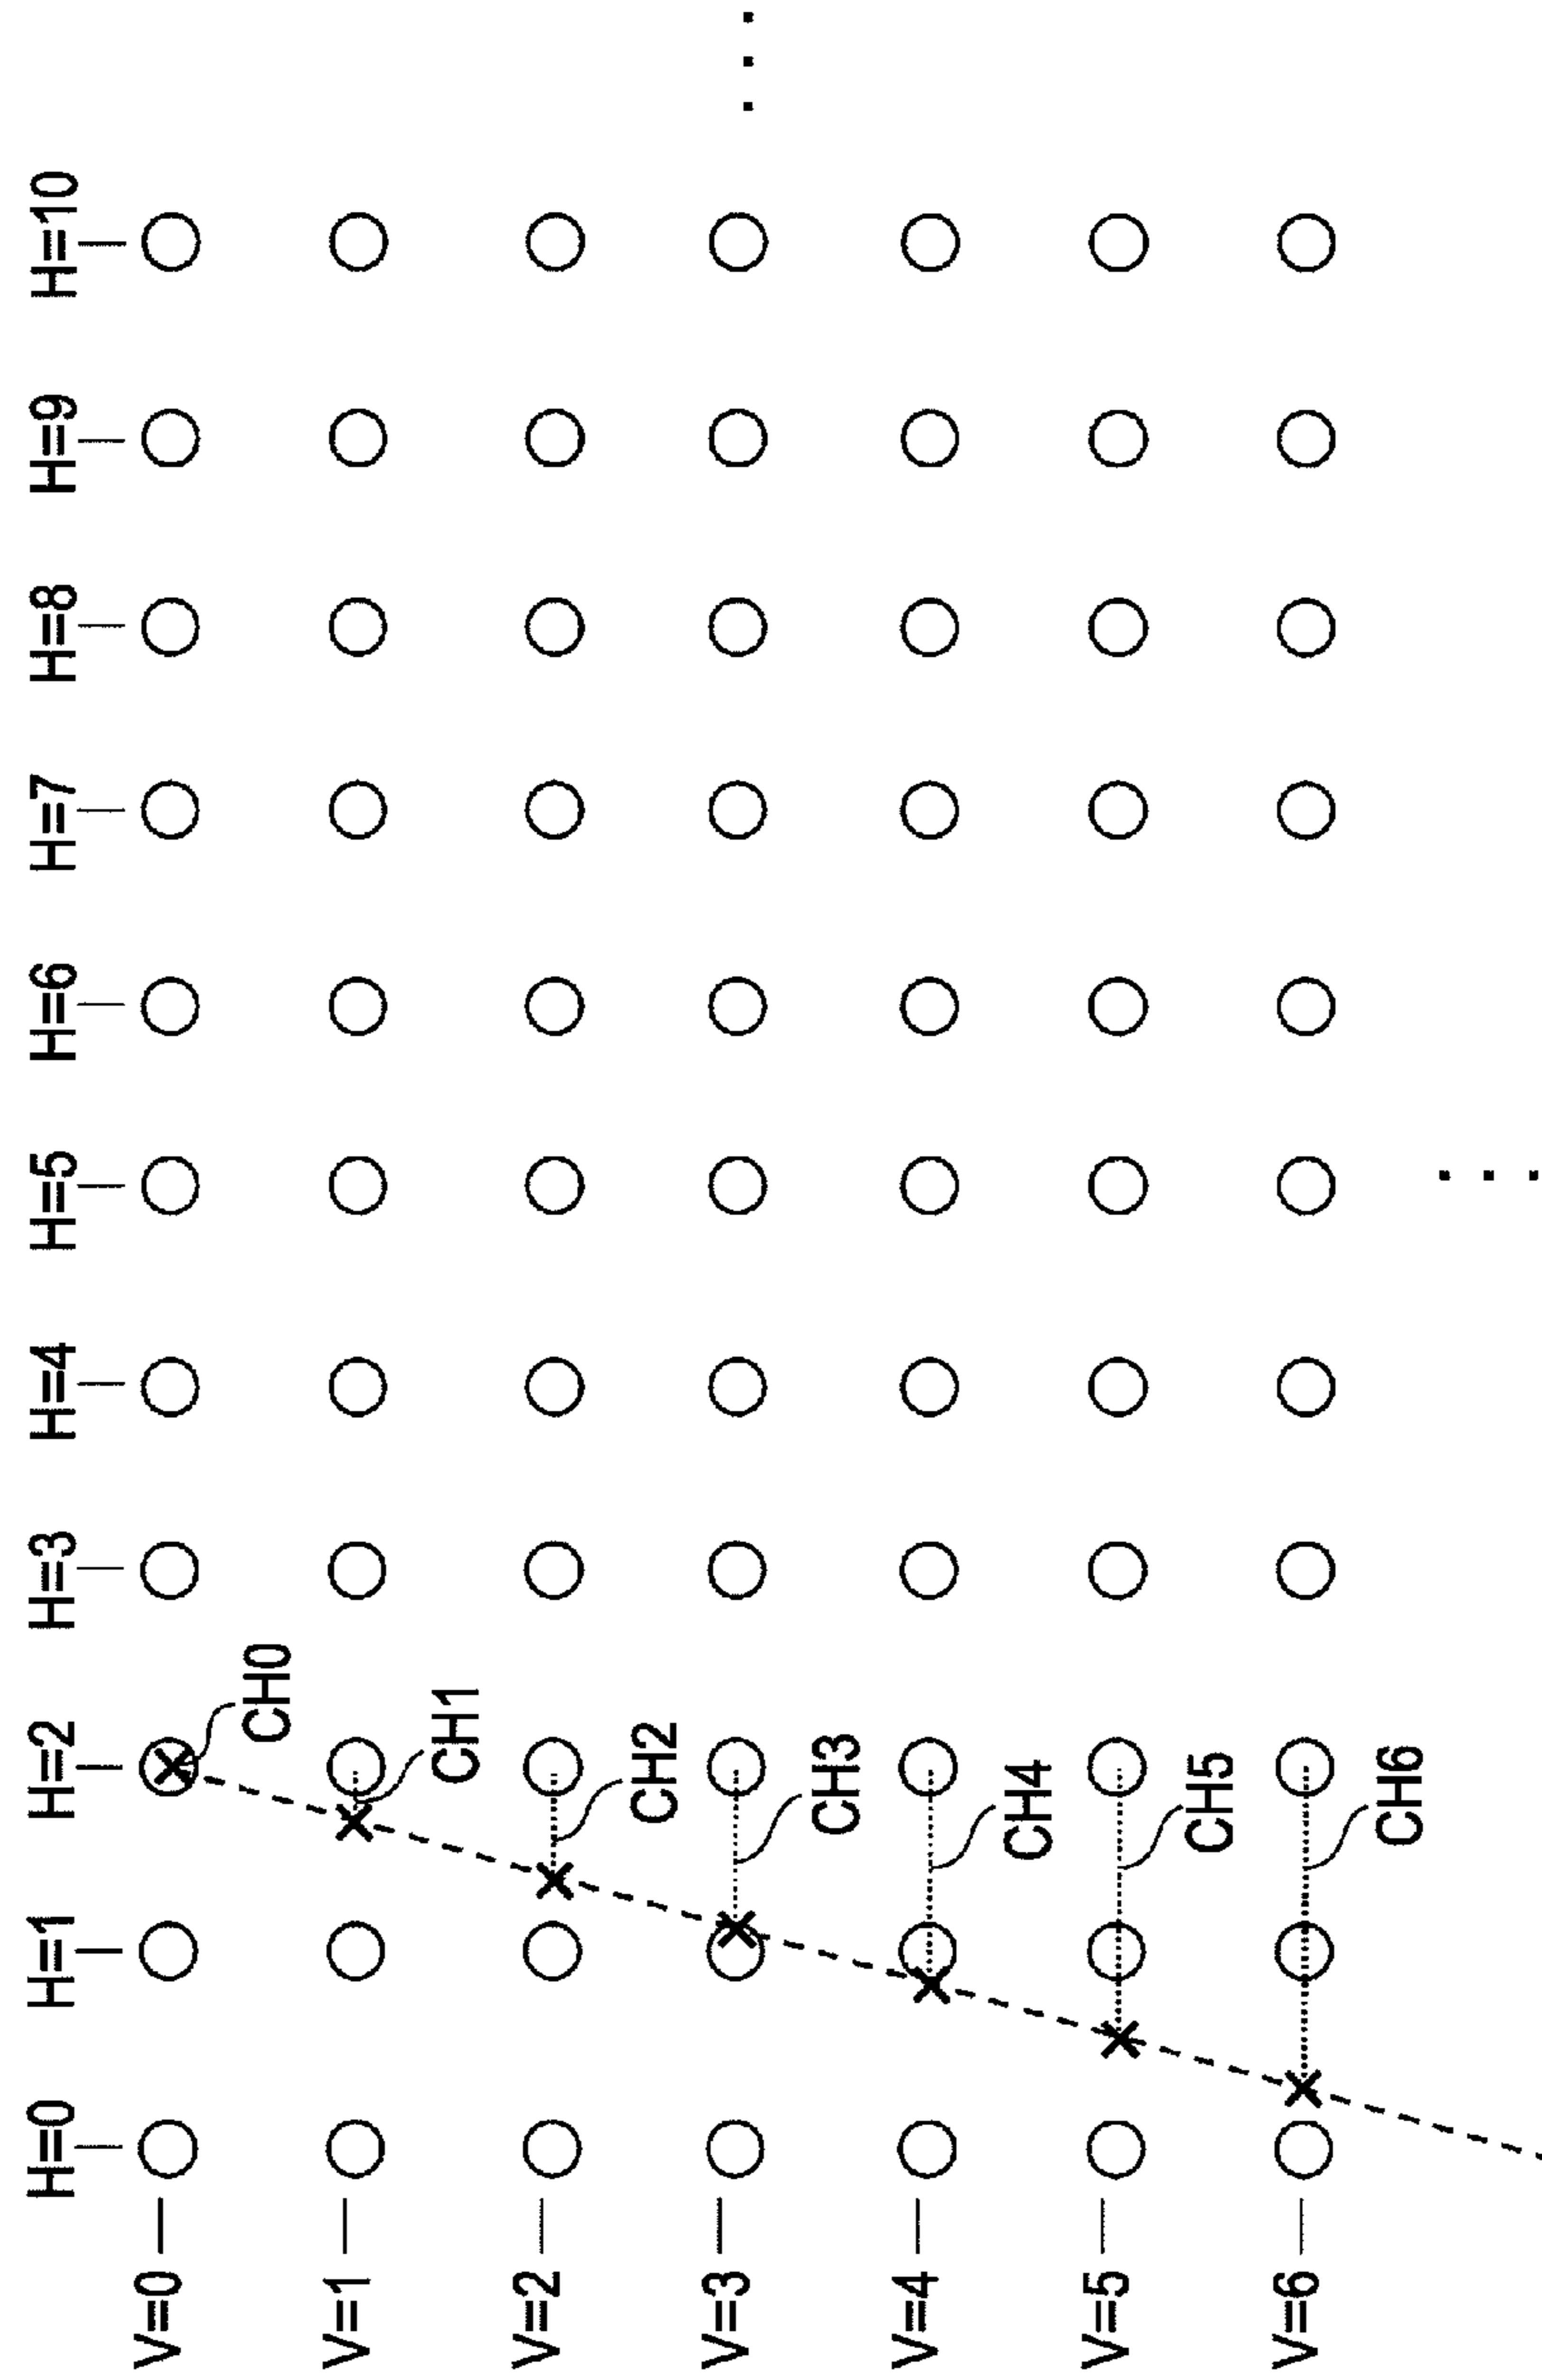 H=0 H=1 H=2 H=3 H=4 H=5 H=6 H=7 H=8 H=9 H=10
V=0
CH0
V=1
CH1
V=2
CH2
V=3
CH3
V=4
CH4
V=5
CH5
V=6
CH6